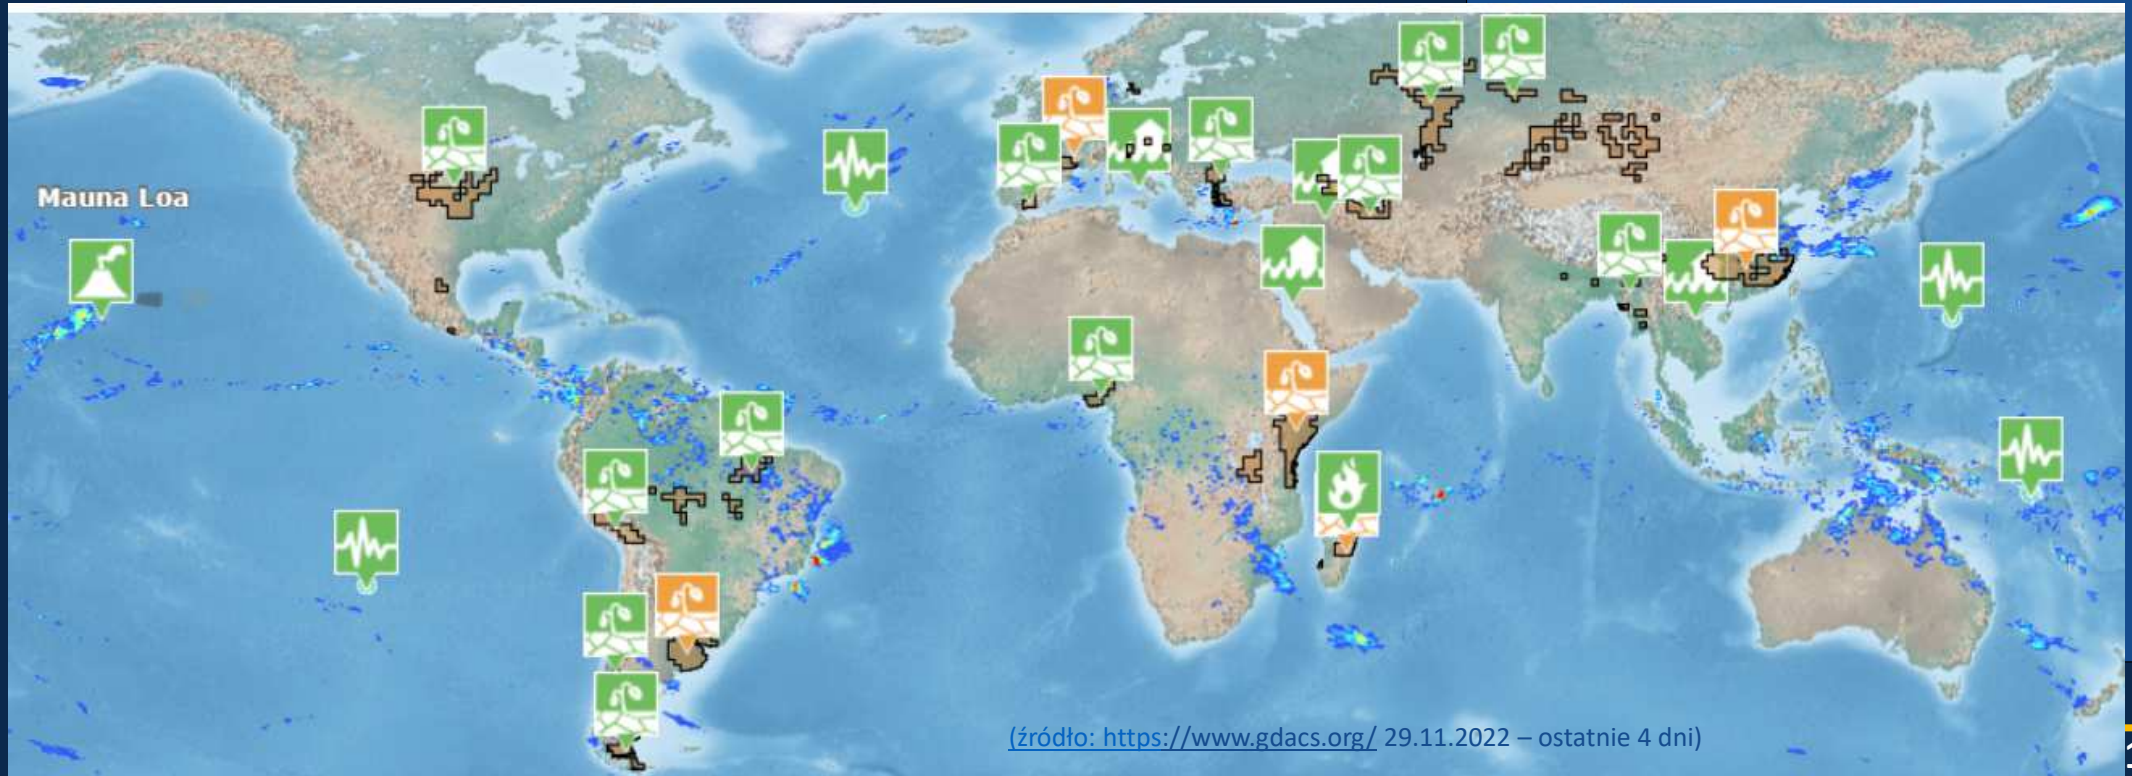 Mauna Loa
(źródło: https://www.gdacs.org/ 29.11.2022 – ostatnie 4 dni)